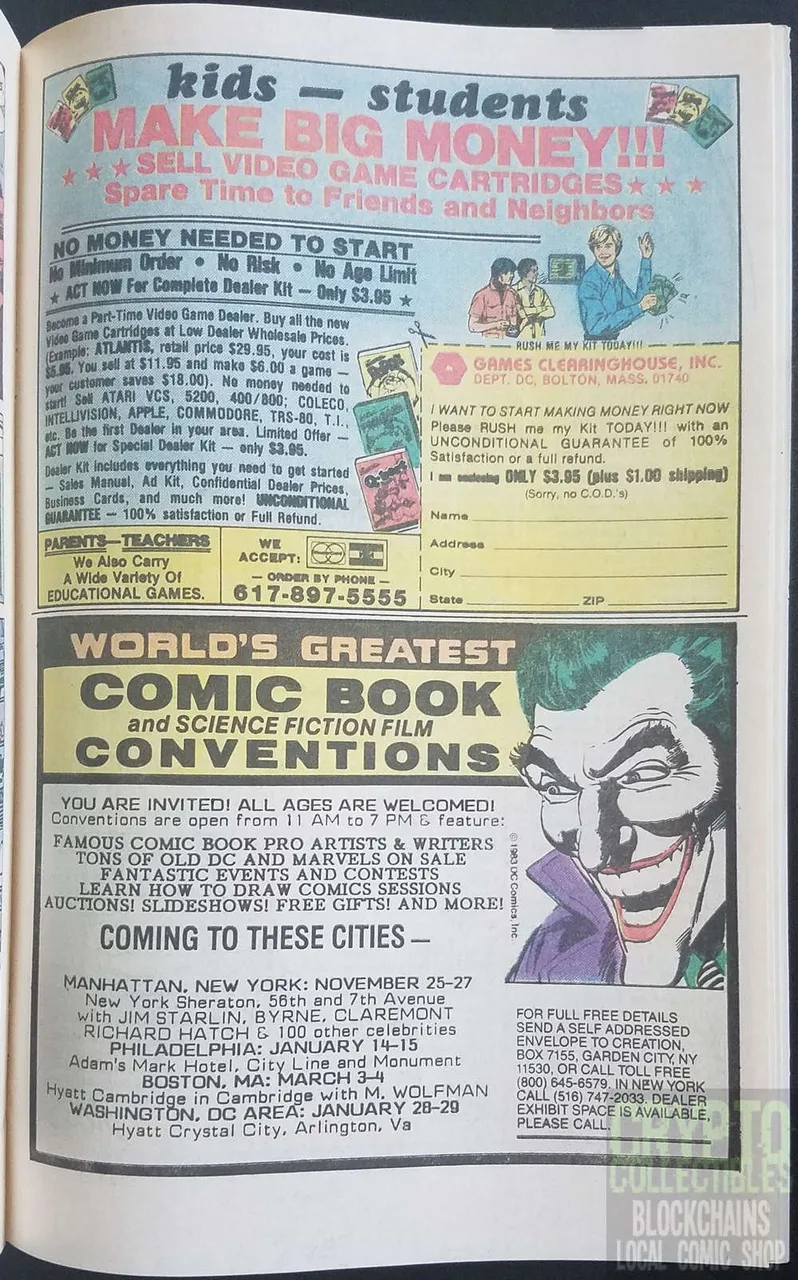 kids — students
MAKE BIG MONEY!!!
★ ★ ★ SELL VIDEO GAME CARTRIDGES ★ ★ ★
Spare Time to Friends and Neighbors
NO MONEY NEEDED TO START
No Minimum Order • No Risk • No Age Limit
★ ACT NOW For Complete Dealer Kit — Only $3.95 ★
Become a Part-Time Video Game Dealer. Buy all the new
Video Game Cartridges at Low Dealer Wholesale Prices.
(Example: ATLANTIS, retail price $29.95, your cost is
$5.95. You sell at $11.95 and make $6.00 a game —
your customer saves $18.00). No money needed to
start! Sell ATARI VCS, 5200, 400/800; COLECO,
INTELLIVISION, APPLE, COMMODORE, TRS-80, T.I.,
etc. Be the first Dealer in your area. Limited Offer —
ACT NOW for Special Dealer Kit — only $3.95.
Dealer Kit includes everything you need to get started
— Sales Manual, Ad Kit, Confidential Dealer Prices,
Business Cards, and much more! UNCONDITIONAL
GUARANTEE — 100% satisfaction or Full Refund.
PARENTS—TEACHERS
We Also Carry
A Wide Variety Of
EDUCATIONAL GAMES.
WE
ACCEPT:
— ORDER BY PHONE —
617-897-5555
RUSH ME MY KIT TODAY!!!
GAMES CLEARINGHOUSE, INC.
DEPT. DC, BOLTON, MASS. 01740
I WANT TO START MAKING MONEY RIGHT NOW
Please RUSH me my Kit TODAY!!! with an
UNCONDITIONAL GUARANTEE of 100%
Satisfaction or a full refund.
I am enclosing ONLY $3.95 (plus $1.00 shipping)
(Sorry, no C.O.D.'s)
Name
Address
City
State ZIP
WORLD'S GREATEST
COMIC BOOK
and SCIENCE FICTION FILM
CONVENTIONS
YOU ARE INVITED! ALL AGES ARE WELCOMED!
Conventions are open from 11 AM to 7 PM & feature:
FAMOUS COMIC BOOK PRO ARTISTS & WRITERS
TONS OF OLD DC AND MARVELS ON SALE
FANTASTIC EVENTS AND CONTESTS
LEARN HOW TO DRAW COMICS SESSIONS
AUCTIONS! SLIDESHOWS! FREE GIFTS! AND MORE!
© 1983 DC Comics, Inc.
COMING TO THESE CITIES —
MANHATTAN, NEW YORK: NOVEMBER 25-27
New York Sheraton, 56th and 7th Avenue
with JIM STARLIN, BYRNE, CLAREMONT
RICHARD HATCH & 100 other celebrities
PHILADELPHIA: JANUARY 14-15
Adam's Mark Hotel, City Line and Monument
BOSTON, MA: MARCH 3-4
Hyatt Cambridge in Cambridge with M. WOLFMAN
WASHINGTON, DC AREA: JANUARY 28-29
Hyatt Crystal City, Arlington, Va
FOR FULL FREE DETAILS
SEND A SELF ADDRESSED
ENVELOPE TO CREATION,
BOX 7155, GARDEN CITY, NY
11530, OR CALL TOLL FREE
(800) 645-6579. IN NEW YORK
CALL (516) 747-2033. DEALER
EXHIBIT SPACE IS AVAILABLE,
PLEASE CALL.
CRYPTO
COLLECTIBLES
BLOCKCHAINS
LOCAL COMIC SHOP